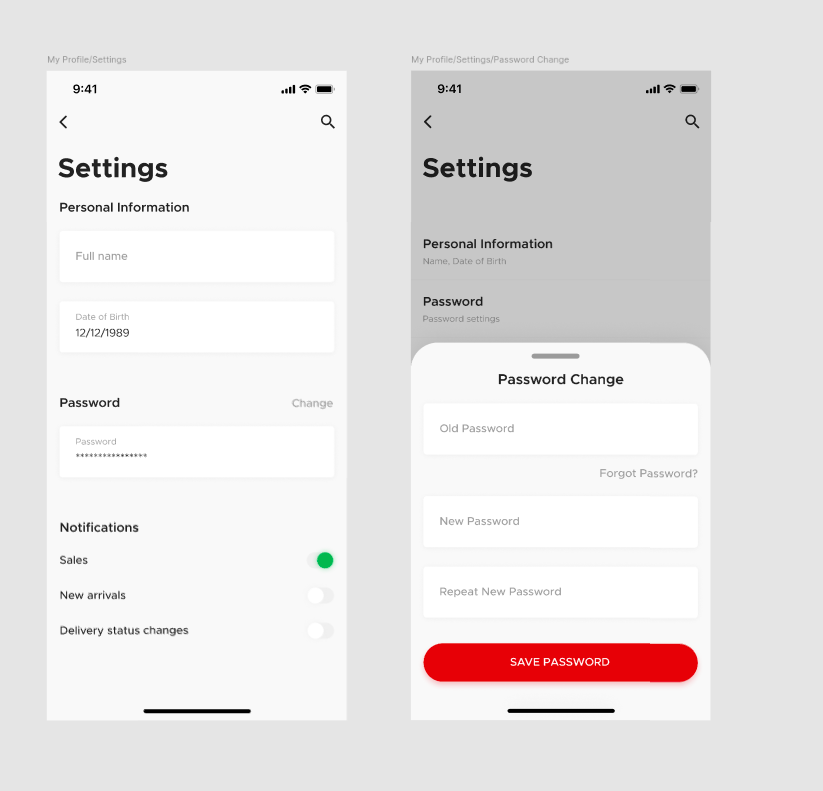 My Profile/Settings
9:41
Settings
Personal Information
Full name
Date of Birth
12/12/1989
Password
Change
Password
****************
Notifications
Sales
New arrivals
Delivery status changes
My Profile/Settings/Password Change
9:41
Settings
Personal Information
Name, Date of Birth
Password
Password settings
Password Change
Old Password
Forgot Password?
New Password
Repeat New Password
SAVE PASSWORD